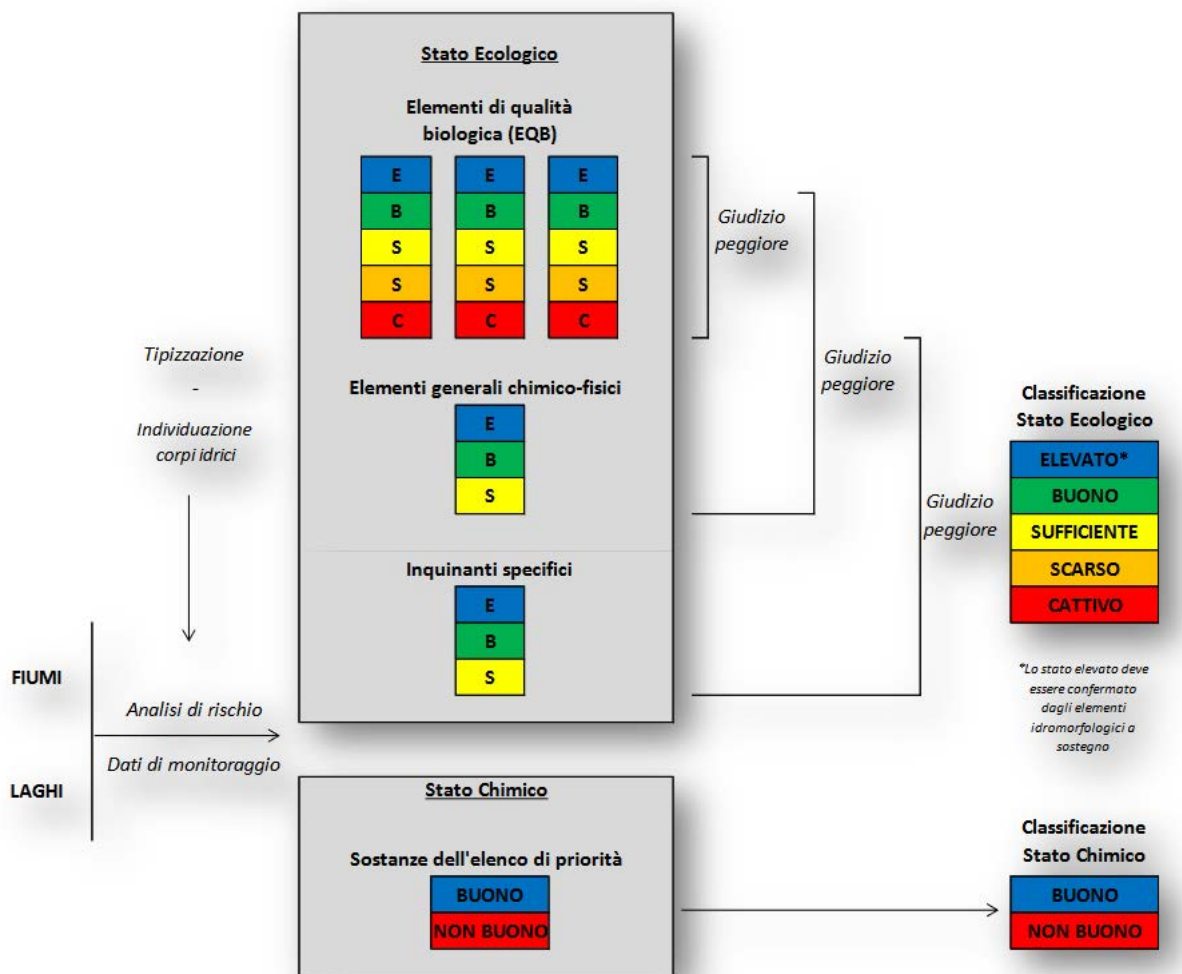 Stato Ecologico
Elementi di qualità
biologica (EQB)
E E E
B B B
S S S
S S S
C C C
Giudizio
peggiore
Giudizio
peggiore
Giudizio
peggiore
Tipizzazione
-
Individuazione
corpi idrici
Elementi generali chimico-fisici
E
B
S
Inquinanti specifici
E
B
S
Classificazione
Stato Ecologico
ELEVATO*
BUONO
SUFFICIENTE
SCARSO
CATTIVO
*Lo stato elevato deve
essere confermato
dagli elementi
idromorfologici a
sostegno
FIUMI
LAGHI
Analisi di rischio
Dati di monitoraggio
Stato Chimico
Sostanze dell'elenco di priorità
BUONO
NON BUONO
Classificazione
Stato Chimico
BUONO
NON BUONO